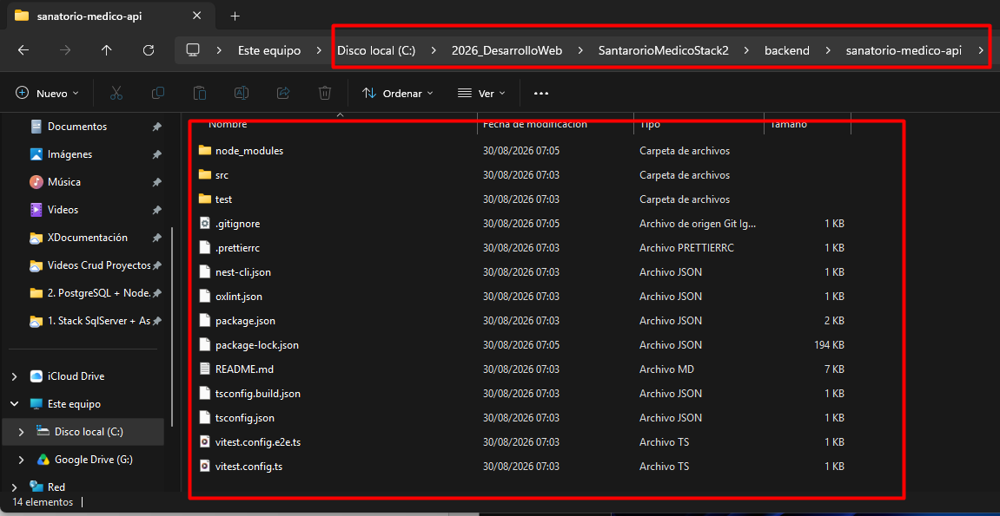 sanatorio-medico-api
Este equipo > Disco local (C:) > 2026_DesarrolloWeb > SantarorioMedicoStack2 > backend > sanatorio-medico-api >
Nuevo Ordenar Ver
Documentos
Imágenes
Música
Videos
XDocumentación
Videos Crud Proyectos
2. PostgreSQL + Node.
1. Stack SqlServer + As
iCloud Drive
Este equipo
Disco local (C:)
Google Drive (G:)
Red
Nombre Fecha de modificación Tipo Tamaño
node_modules 30/08/2026 07:05 Carpeta de archivos
src 30/08/2026 07:03 Carpeta de archivos
test 30/08/2026 07:03 Carpeta de archivos
.gitignore 30/08/2026 07:05 Archivo de origen Git Ig... 1 KB
.prettierrc 30/08/2026 07:03 Archivo PRETTIERRC 1 KB
nest-cli.json 30/08/2026 07:03 Archivo JSON 1 KB
oxlint.json 30/08/2026 07:03 Archivo JSON 1 KB
package.json 30/08/2026 07:03 Archivo JSON 2 KB
package-lock.json 30/08/2026 07:05 Archivo JSON 194 KB
README.md 30/08/2026 07:03 Archivo MD 7 KB
tsconfig.build.json 30/08/2026 07:03 Archivo JSON 1 KB
tsconfig.json 30/08/2026 07:03 Archivo JSON 1 KB
vitest.config.e2e.ts 30/08/2026 07:03 Archivo TS 1 KB
vitest.config.ts 30/08/2026 07:03 Archivo TS 1 KB
14 elementos